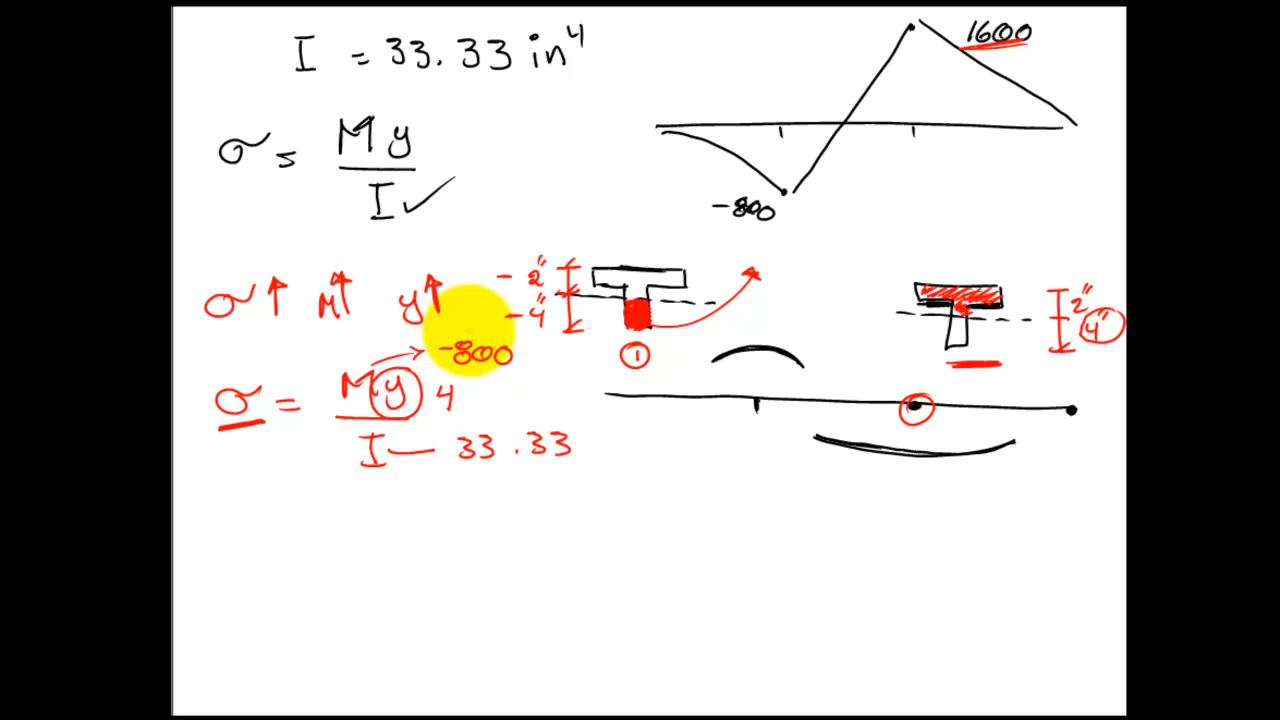 I = 33.33 in⁴
1600
σ = My
I ✓
-800
σ↑ M↑ y↑
- 2"
- 4"
2"
4"
①
-800
σ = My 4
I — 33.33